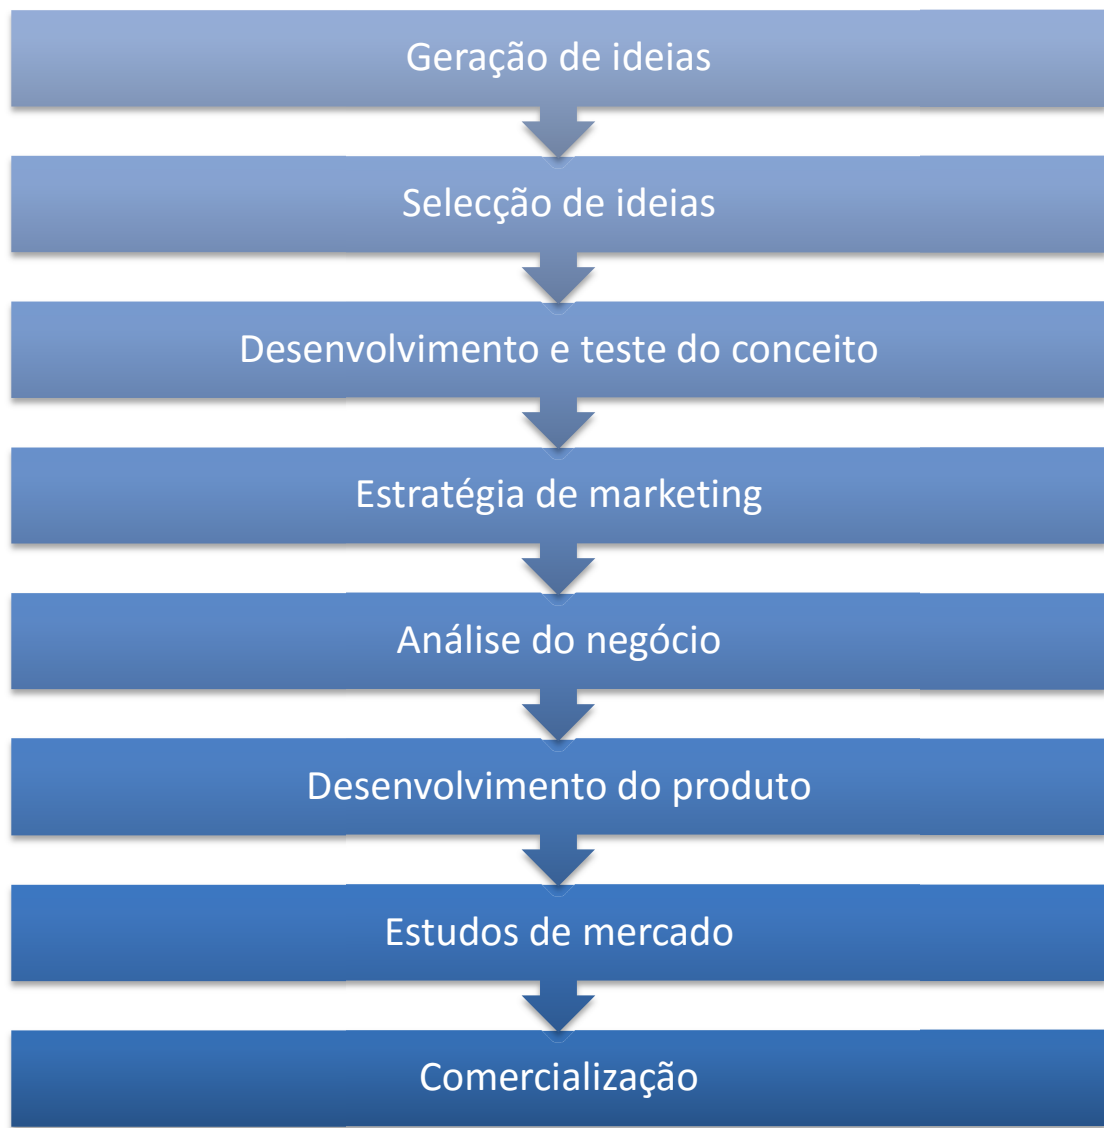 Geração de ideias
Selecção de ideias
Desenvolvimento e teste do conceito
Estratégia de marketing
Análise do negócio
Desenvolvimento do produto
Estudos de mercado
Comercialização